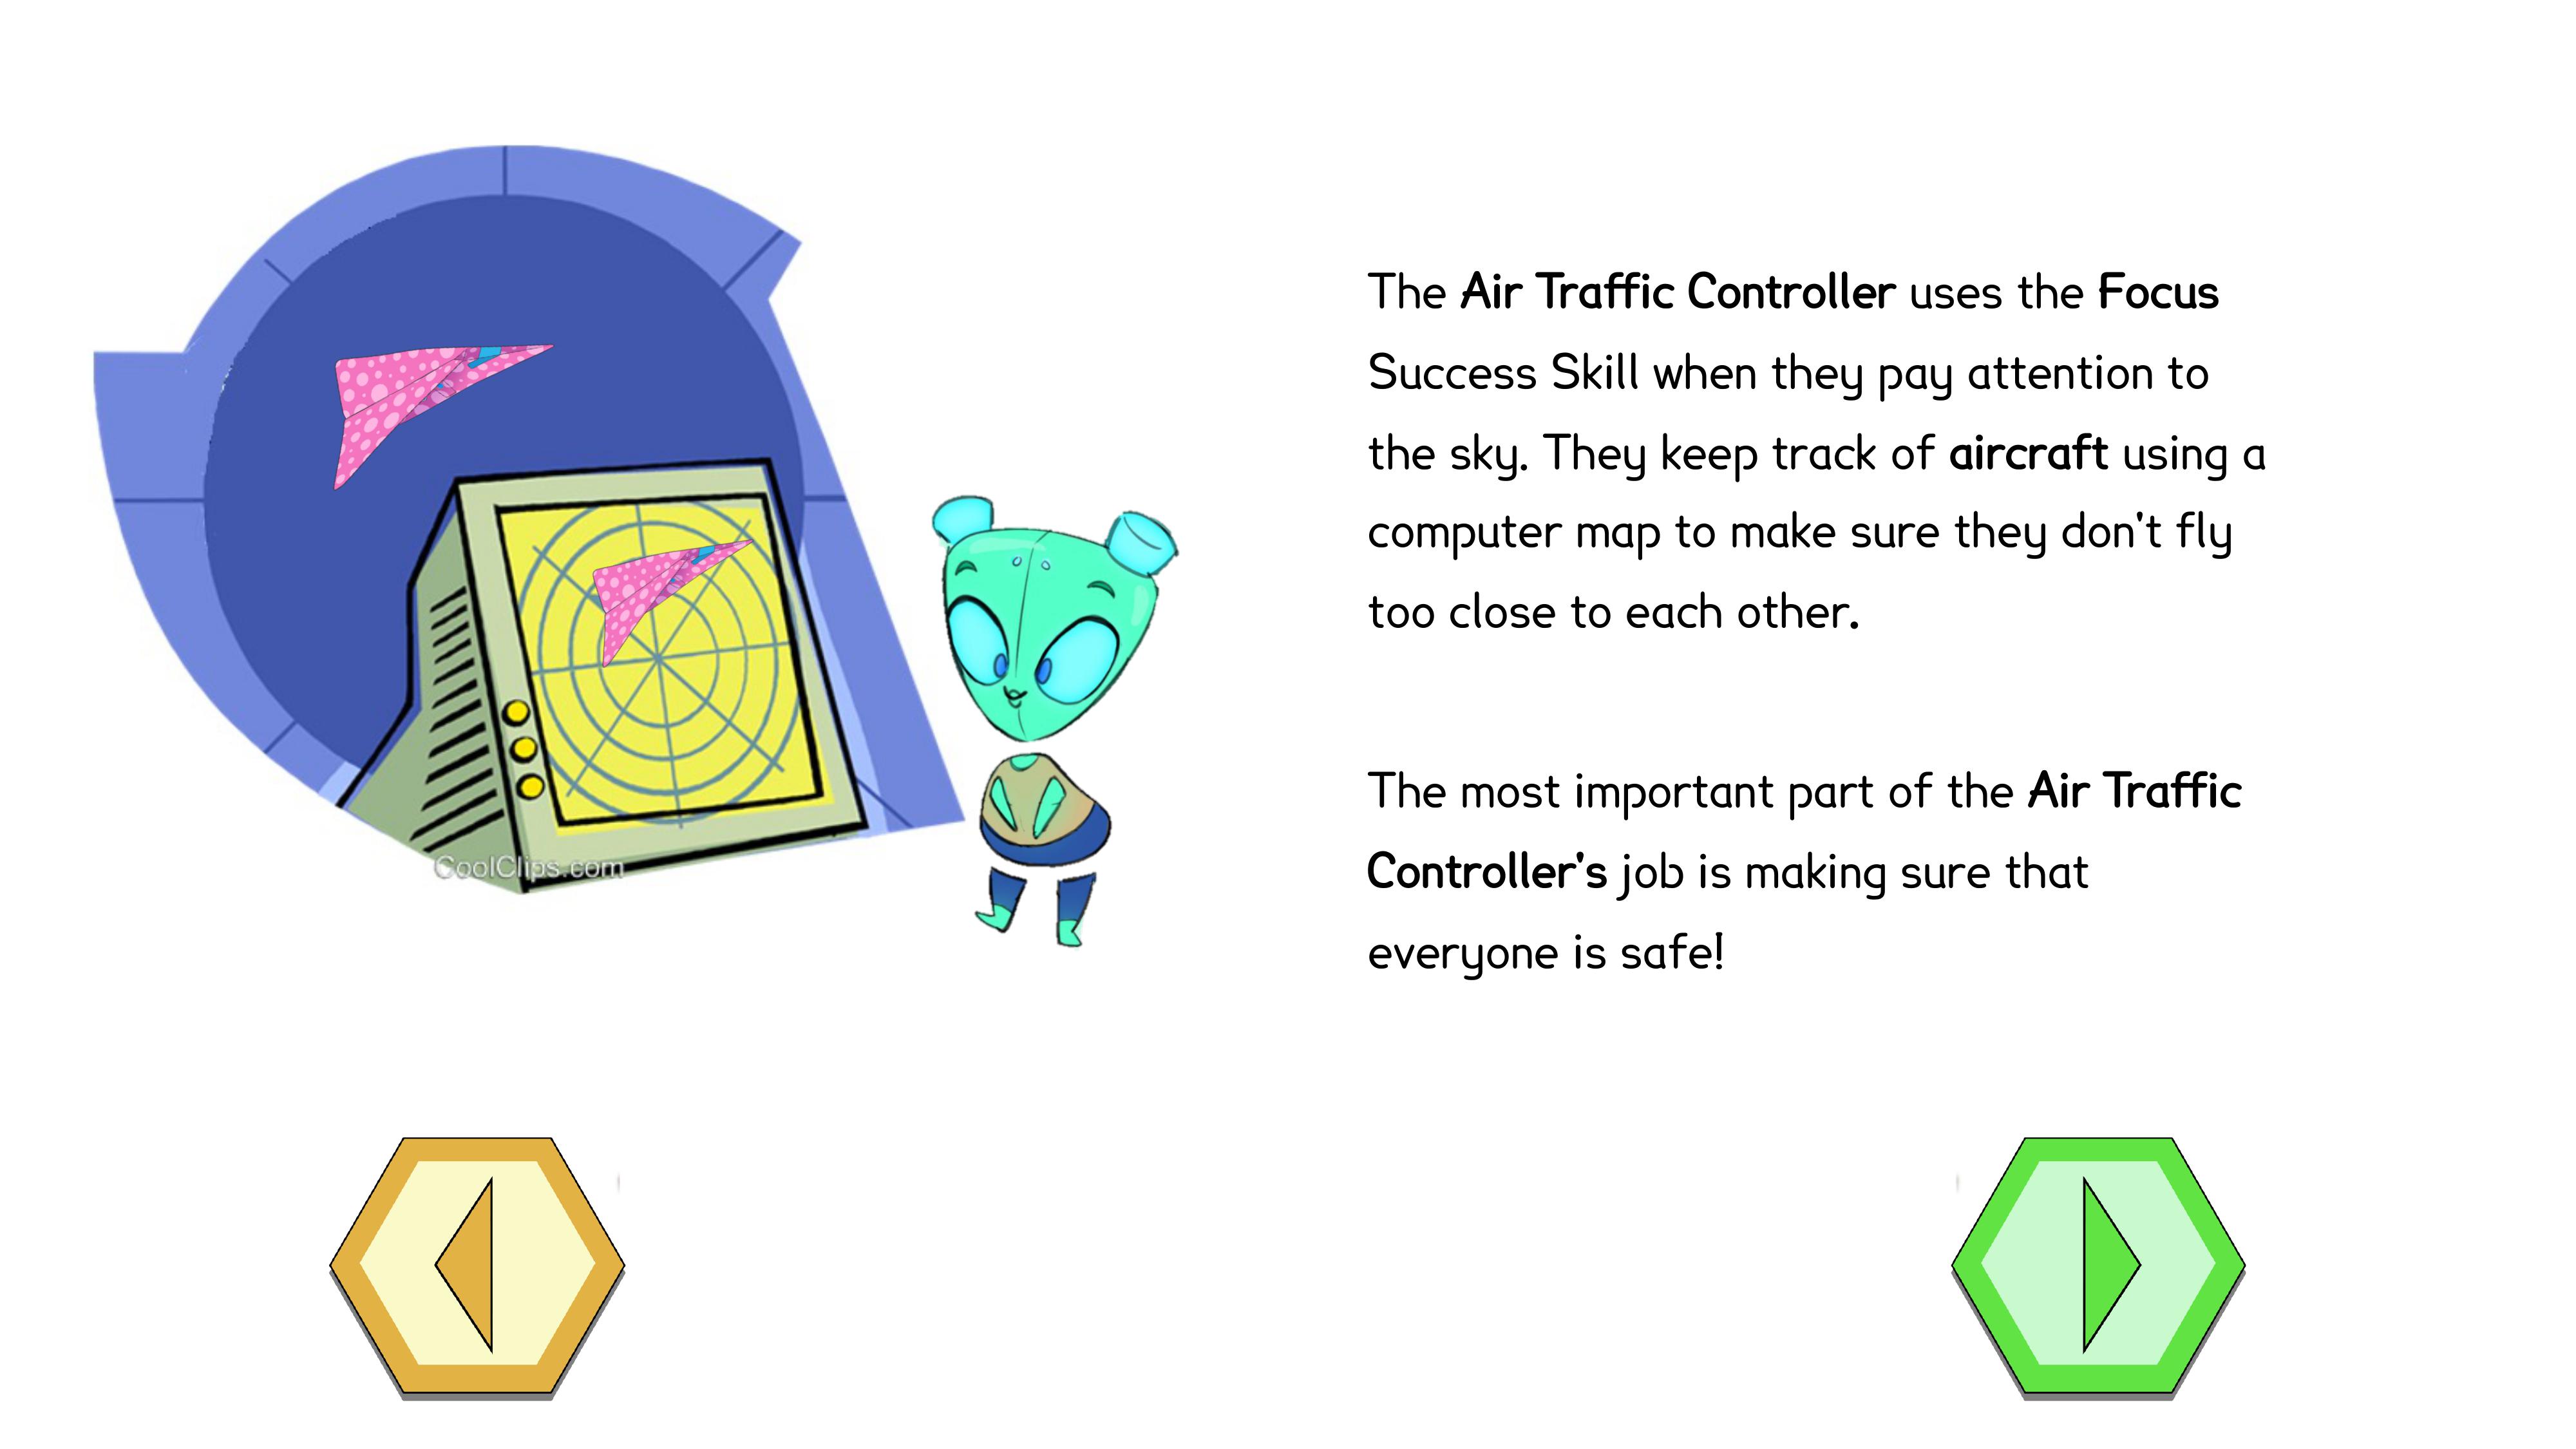 The Air Traffic Controller uses the Focus
Success Skill when they pay attention to
the sky. They keep track of aircraft using a
computer map to make sure they don't fly
too close to each other.
The most important part of the Air Traffic
Controller's job is making sure that
everyone is safe!
CoolClips.com